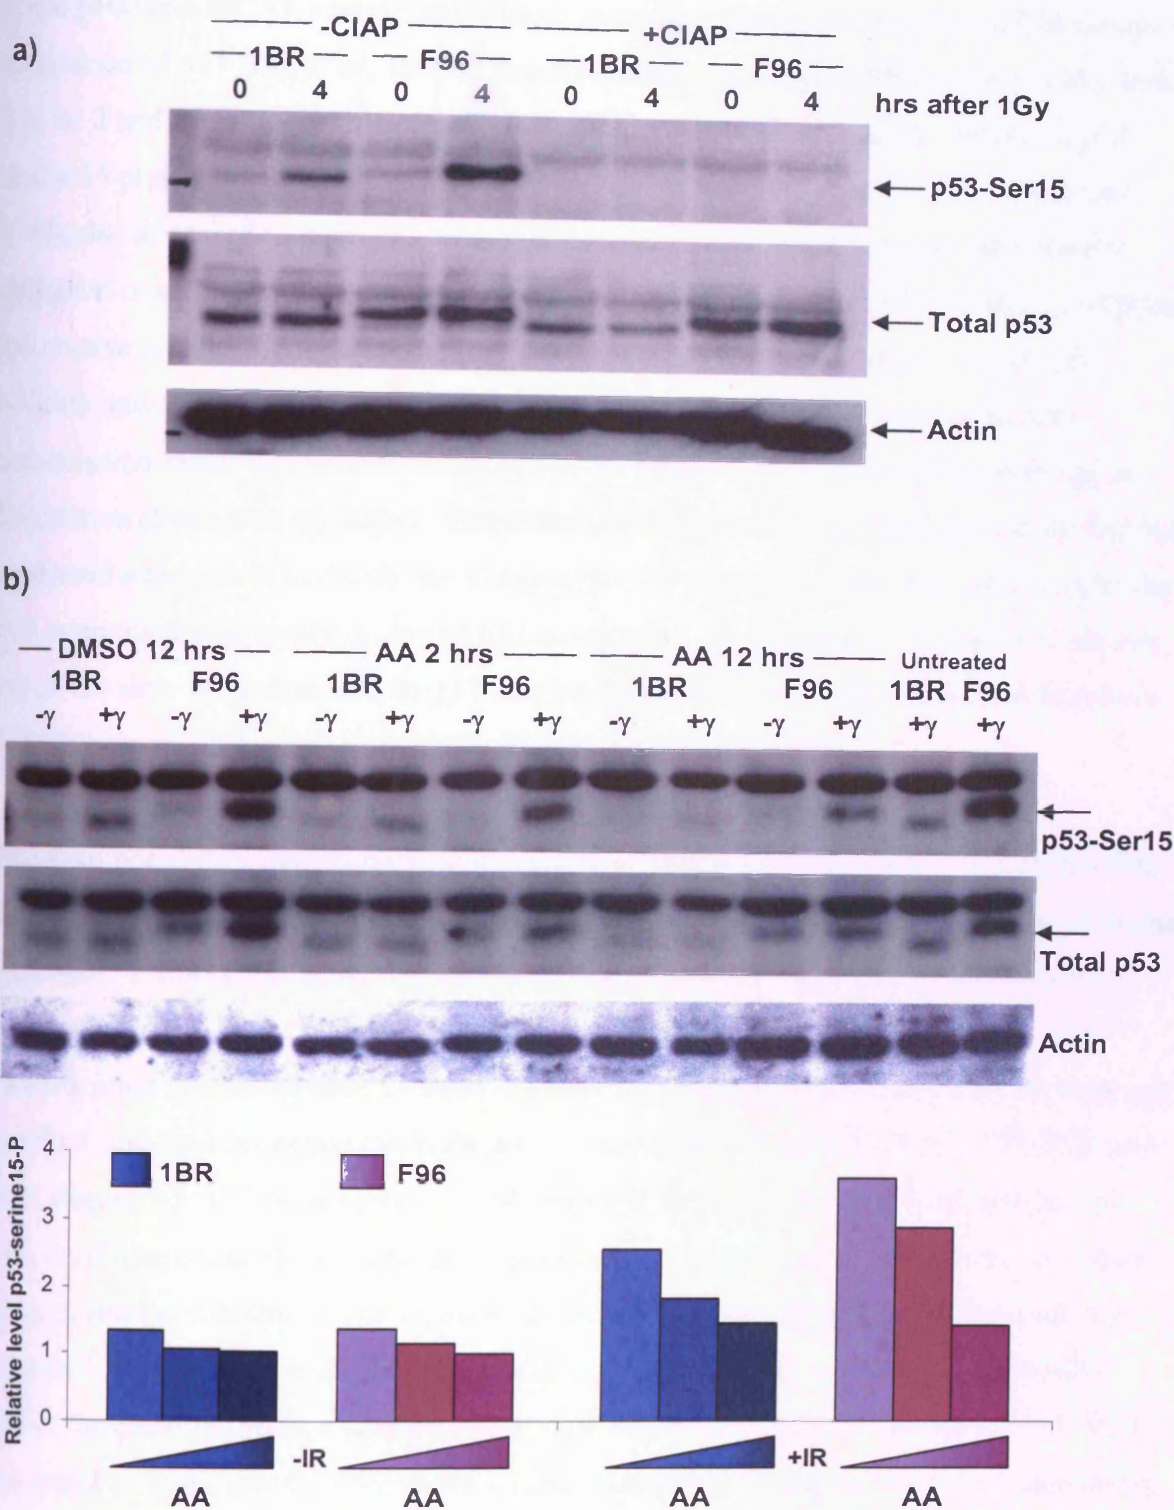 a)
-CIAP +CIAP
1BR F96 1BR F96
0 4 0 4 0 4 0 4 hrs after 1Gy
p53-Ser15
Total p53
Actin
b)
DMSO 12 hrs AA 2 hrs AA 12 hrs Untreated
1BR F96 1BR F96 1BR F96 1BR F96
-γ +γ -γ +γ -γ +γ -γ +γ -γ +γ -γ +γ +γ +γ
p53-Ser15
Total p53
Actin
Relative level p53-serine15-P
4
3
2
1
0
1BR F96
-IR +IR
AA AA AA AA